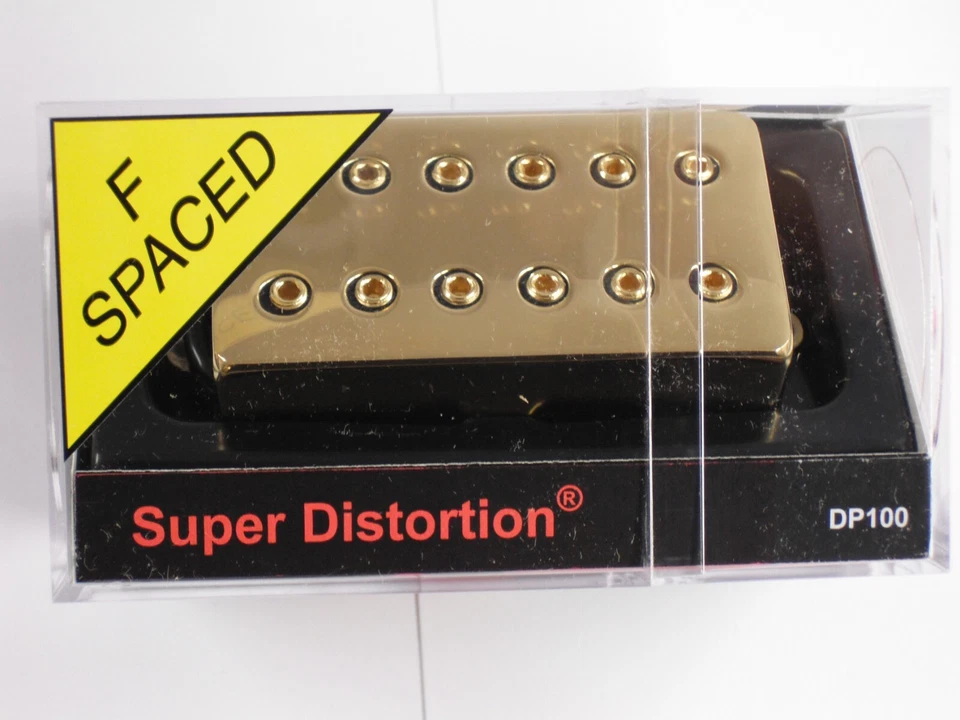 F
SPACED
Super Distortion®
DP100